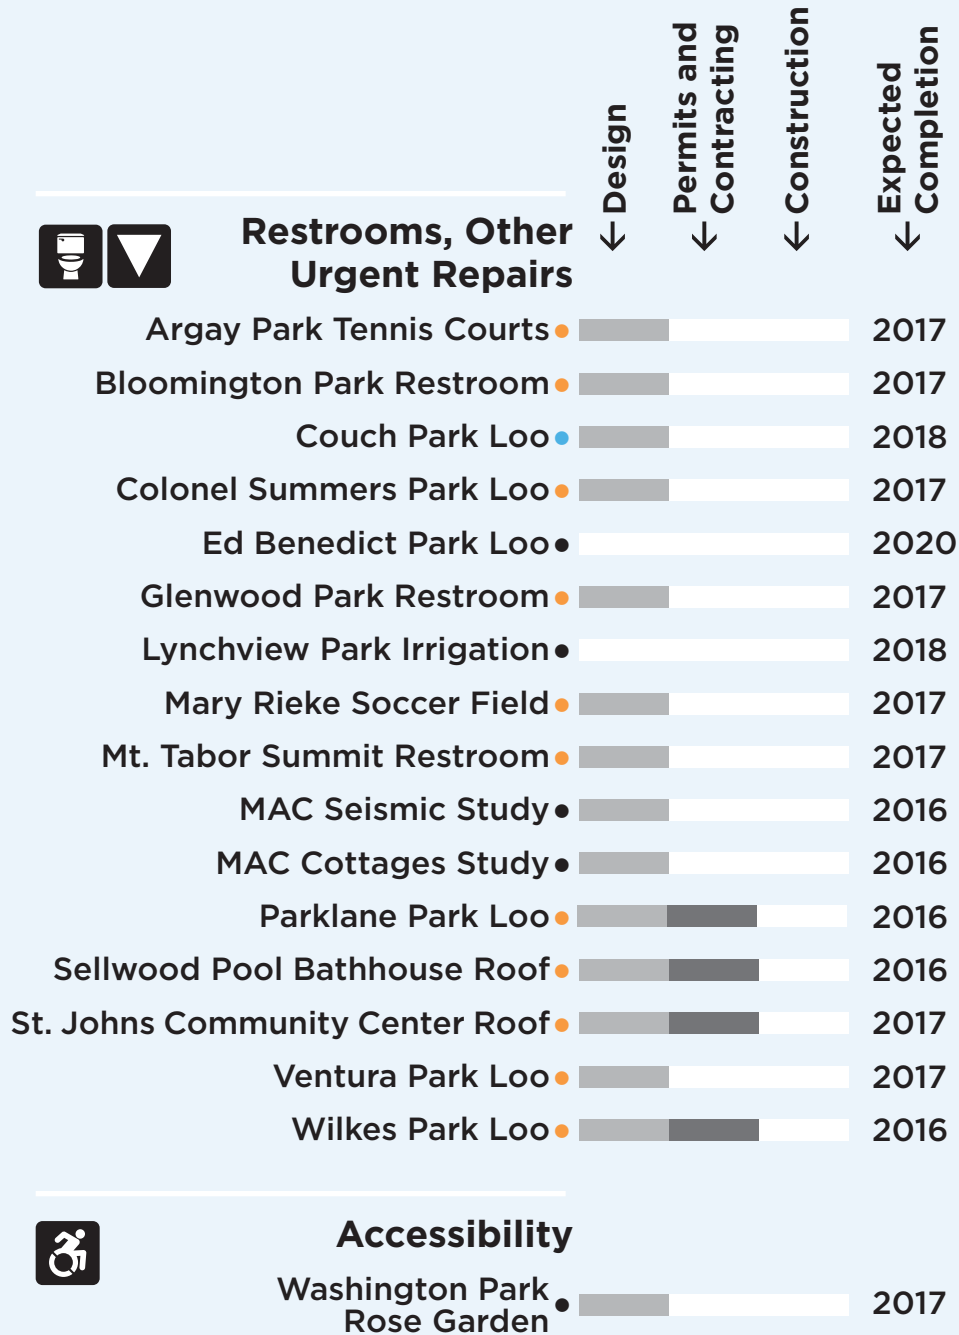 Design
Permits and
Contracting
Construction
Expected
Completion
Restrooms, Other
Urgent Repairs
Argay Park Tennis Courts 2017
Bloomington Park Restroom 2017
Couch Park Loo 2018
Colonel Summers Park Loo 2017
Ed Benedict Park Loo 2020
Glenwood Park Restroom 2017
Lynchview Park Irrigation 2018
Mary Rieke Soccer Field 2017
Mt. Tabor Summit Restroom 2017
MAC Seismic Study 2016
MAC Cottages Study 2016
Parklane Park Loo 2016
Sellwood Pool Bathhouse Roof 2016
St. Johns Community Center Roof 2017
Ventura Park Loo 2017
Wilkes Park Loo 2016
Accessibility
Washington Park
Rose Garden 2017